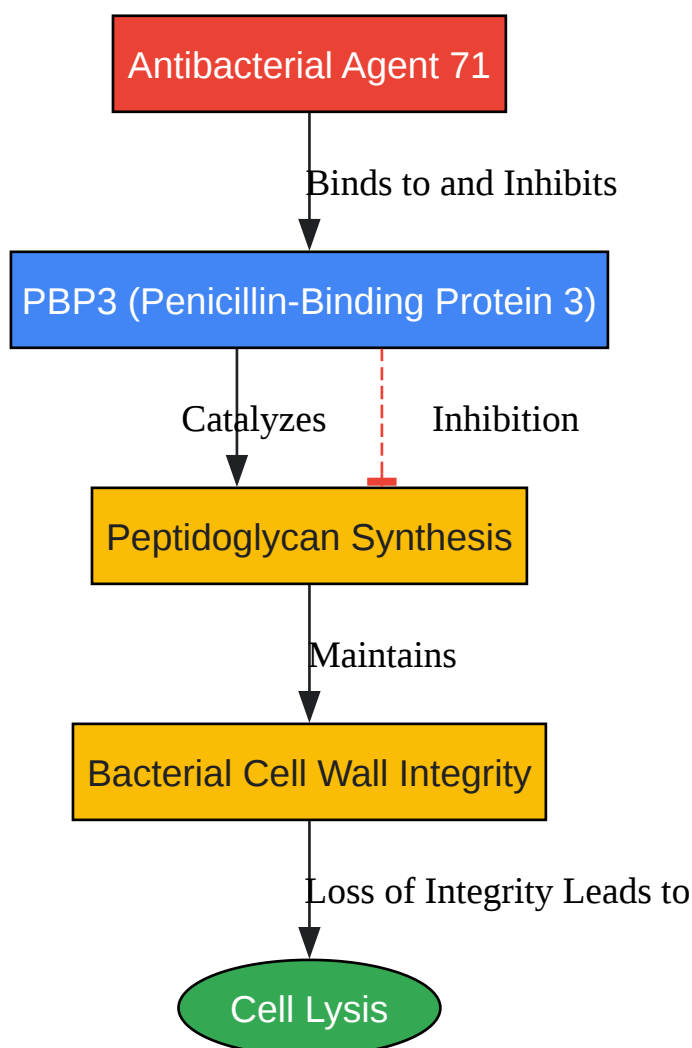 Antibacterial Agent 71
Binds to and Inhibits
PBP3 (Penicillin-Binding Protein 3)
Catalyzes
Inhibition
Peptidoglycan Synthesis
Maintains
Bacterial Cell Wall Integrity
Loss of Integrity Leads to
Cell Lysis